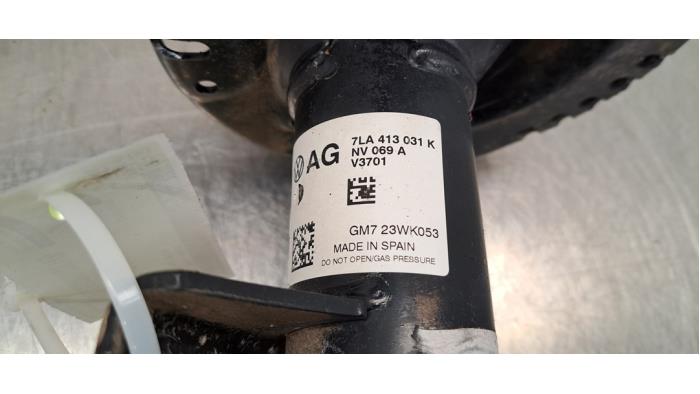 AG
7LA 413 031 K
NV 069 A
V3701
GM7 23WK053
MADE IN SPAIN
DO NOT OPEN/GAS PRESSURE